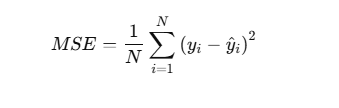 MSE = \frac{1}{N} \sum_{i=1}^{N} (y_i - \hat{y}_i)^2